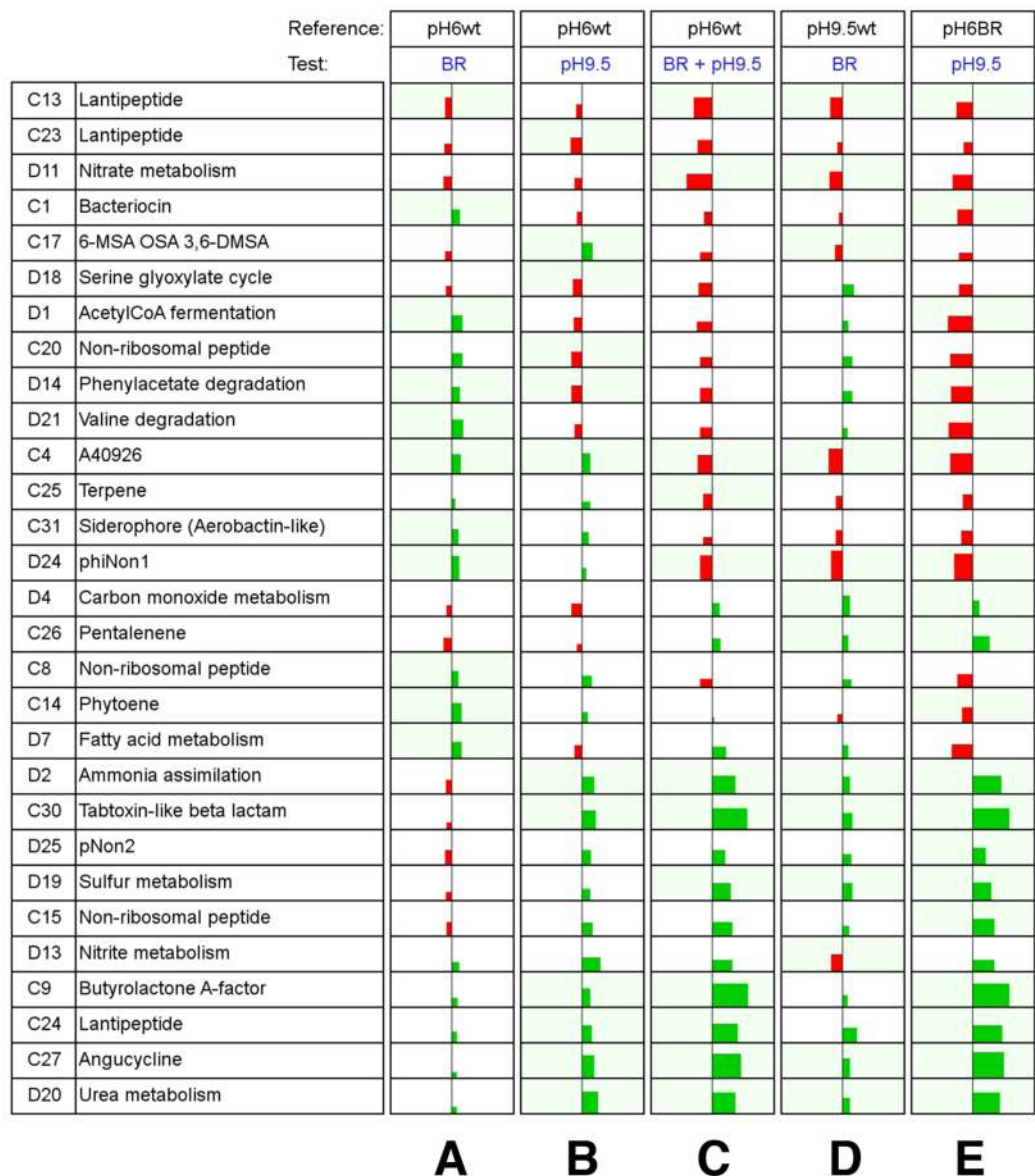 Reference: pH6wt pH6wt pH6wt pH9.5wt pH6BR
Test: BR pH9.5 BR + pH9.5 BR pH9.5
C13 Lantipeptide
C23 Lantipeptide
D11 Nitrate metabolism
C1 Bacteriocin
C17 6-MSA OSA 3,6-DMSA
D18 Serine glyoxylate cycle
D1 AcetylCoA fermentation
C20 Non-ribosomal peptide
D14 Phenylacetate degradation
D21 Valine degradation
C4 A40926
C25 Terpene
C31 Siderophore (Aerobactin-like)
D24 phiNon1
D4 Carbon monoxide metabolism
C26 Pentalenene
C8 Non-ribosomal peptide
C14 Phytoene
D7 Fatty acid metabolism
D2 Ammonia assimilation
C30 Tabtoxin-like beta lactam
D25 pNon2
D19 Sulfur metabolism
C15 Non-ribosomal peptide
D13 Nitrite metabolism
C9 Butyrolactone A-factor
C24 Lantipeptide
C27 Angucycline
D20 Urea metabolism
A B C D E